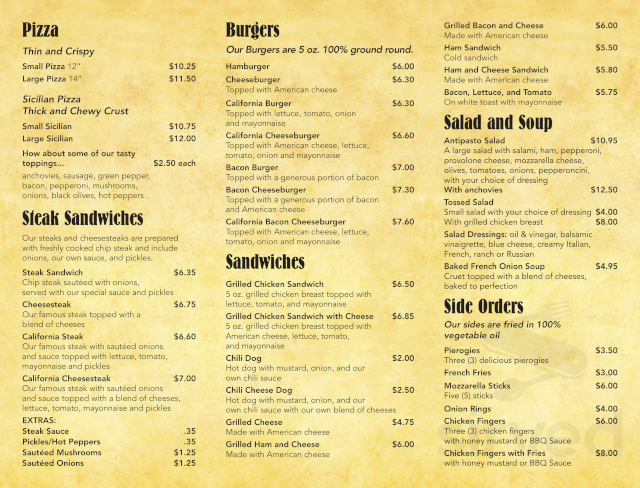 Pizza
Thin and Crispy
Small Pizza 12" $10.25
Large Pizza 14" $11.50
Sicilian Pizza
Thick and Chewy Crust
Small Sicilian $10.75
Large Sicilian $12.00
How about some of our tasty
toppings... $2.50 each
anchovies, sausage, green pepper,
bacon, pepperoni, mushrooms,
onions, black olives, hot peppers
Steak Sandwiches
Our steaks and cheesesteaks are prepared
with freshly cooked chip steak and include
onions, our own sauce, and pickles.
Steak Sandwich $6.35
Chip steak sautéed with onions,
served with our special sauce and pickles
Cheesesteak $6.75
Our famous steak topped with a
blend of cheeses
California Steak $6.60
Our famous steak with sautéed onions
and sauce topped with lettuce, tomato,
mayonnaise and pickles
California Cheesesteak $7.00
Our famous steak with sautéed onions
and sauce topped with a blend of cheeses,
lettuce, tomato, mayonnaise and pickles
EXTRAS:
Steak Sauce .35
Pickles/Hot Peppers .35
Sautéed Mushrooms $1.25
Sautéed Onions $1.25
Burgers
Our Burgers are 5 oz. 100% ground round.
Hamburger $6.00
Cheeseburger $6.30
Topped with American cheese
California Burger $6.30
Topped with lettuce, tomato, onion
and mayonnaise
California Cheeseburger $6.60
Topped with American cheese, lettuce,
tomato, onion and mayonnaise
Bacon Burger $7.00
Topped with a generous portion of bacon
Bacon Cheeseburger $7.30
Topped with a generous portion of bacon
and American cheese
California Bacon Cheeseburger $7.60
Topped with American cheese, lettuce,
tomato, onion and mayonnaise
Sandwiches
Grilled Chicken Sandwich $6.50
5 oz. grilled chicken breast topped with
lettuce, tomato, and mayonnaise
Grilled Chicken Sandwich with Cheese $6.85
5 oz. grilled chicken breast topped with
American cheese, lettuce, tomato,
and mayonnaise
Chili Dog $2.00
Hot dog with mustard, onion, and our
own chili sauce
Chili Cheese Dog $2.50
Hot dog with mustard, onion, and our
own chili sauce with our own blend of cheeses
Grilled Cheese $4.75
Made with American cheese
Grilled Ham and Cheese $6.00
Made with American cheese
Grilled Bacon and Cheese $6.00
Made with American cheese
Ham Sandwich $5.50
Cold sandwich
Ham and Cheese Sandwich $5.80
Made with American cheese
Bacon, Lettuce, and Tomato $5.75
On white toast with mayonnaise
Salad and Soup
Antipasto Salad $10.95
A large salad with salami, ham, pepperoni,
provolone cheese, mozzarella cheese,
olives, tomatoes, onions, pepperoncini,
with your choice of dressing
With anchovies $12.50
Tossed Salad
Small salad with your choice of dressing $4.00
With grilled chicken breast $8.00
Salad Dressings: oil & vinegar, balsamic
vinaigrette, blue cheese, creamy Italian,
French, ranch or Russian
Baked French Onion Soup $4.95
Cruet topped with a blend of cheeses,
baked to perfection
Side Orders
Our sides are fried in 100%
vegetable oil
Pierogies $3.50
Three (3) delicious pierogies
French Fries $3.00
Mozzarella Sticks $6.00
Five (5) sticks
Onion Rings $4.00
Chicken Fingers $6.00
Three (3) chicken fingers
with honey mustard or BBQ Sauce
Chicken Fingers with Fries $8.00
with honey mustard or BBQ Sauce